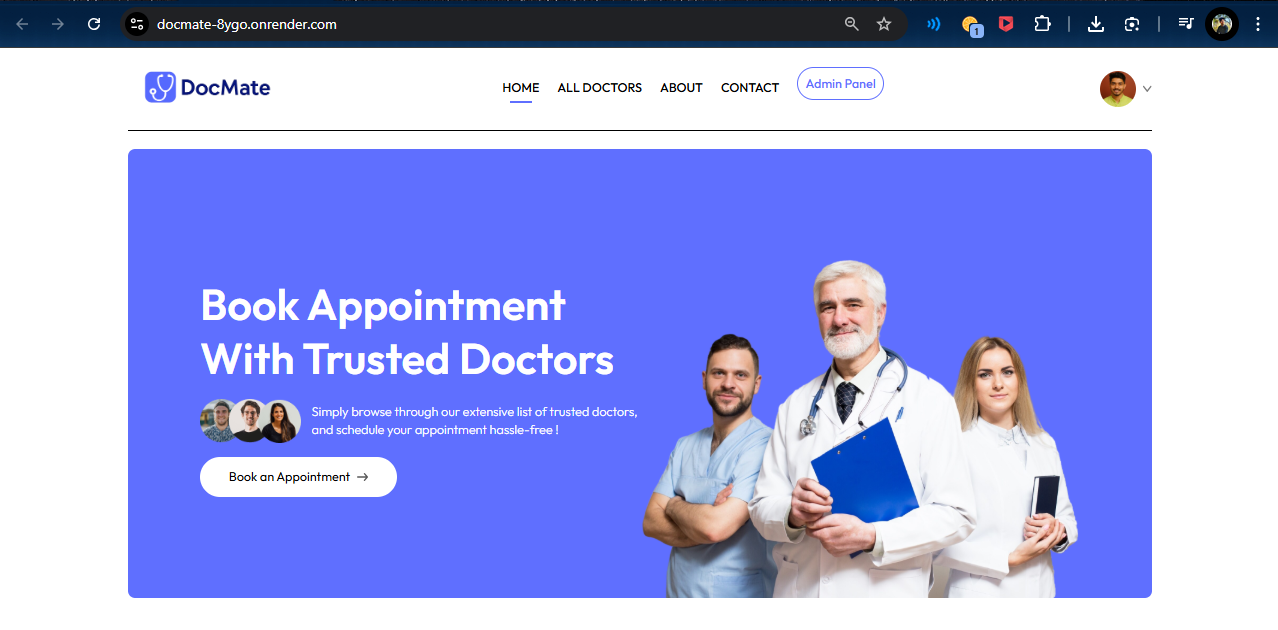 docmate-8ygo.onrender.com
1
DocMate
HOME ALL DOCTORS ABOUT CONTACT Admin Panel
Book Appointment
With Trusted Doctors
Simply browse through our extensive list of trusted doctors,
and schedule your appointment hassle-free !
Book an Appointment →